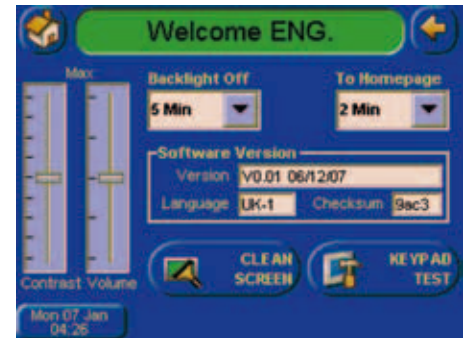 Welcome ENG.
Max
Backlight Off
To Homepage
5 Min
2 Min
Software Version
Version V0.01 06/12/07
Language UK-1 Checksum 9ac3
Contrast Volume
CLEAN
SCREEN
KEYPAD
TEST
Mon 07 Jan
04:26